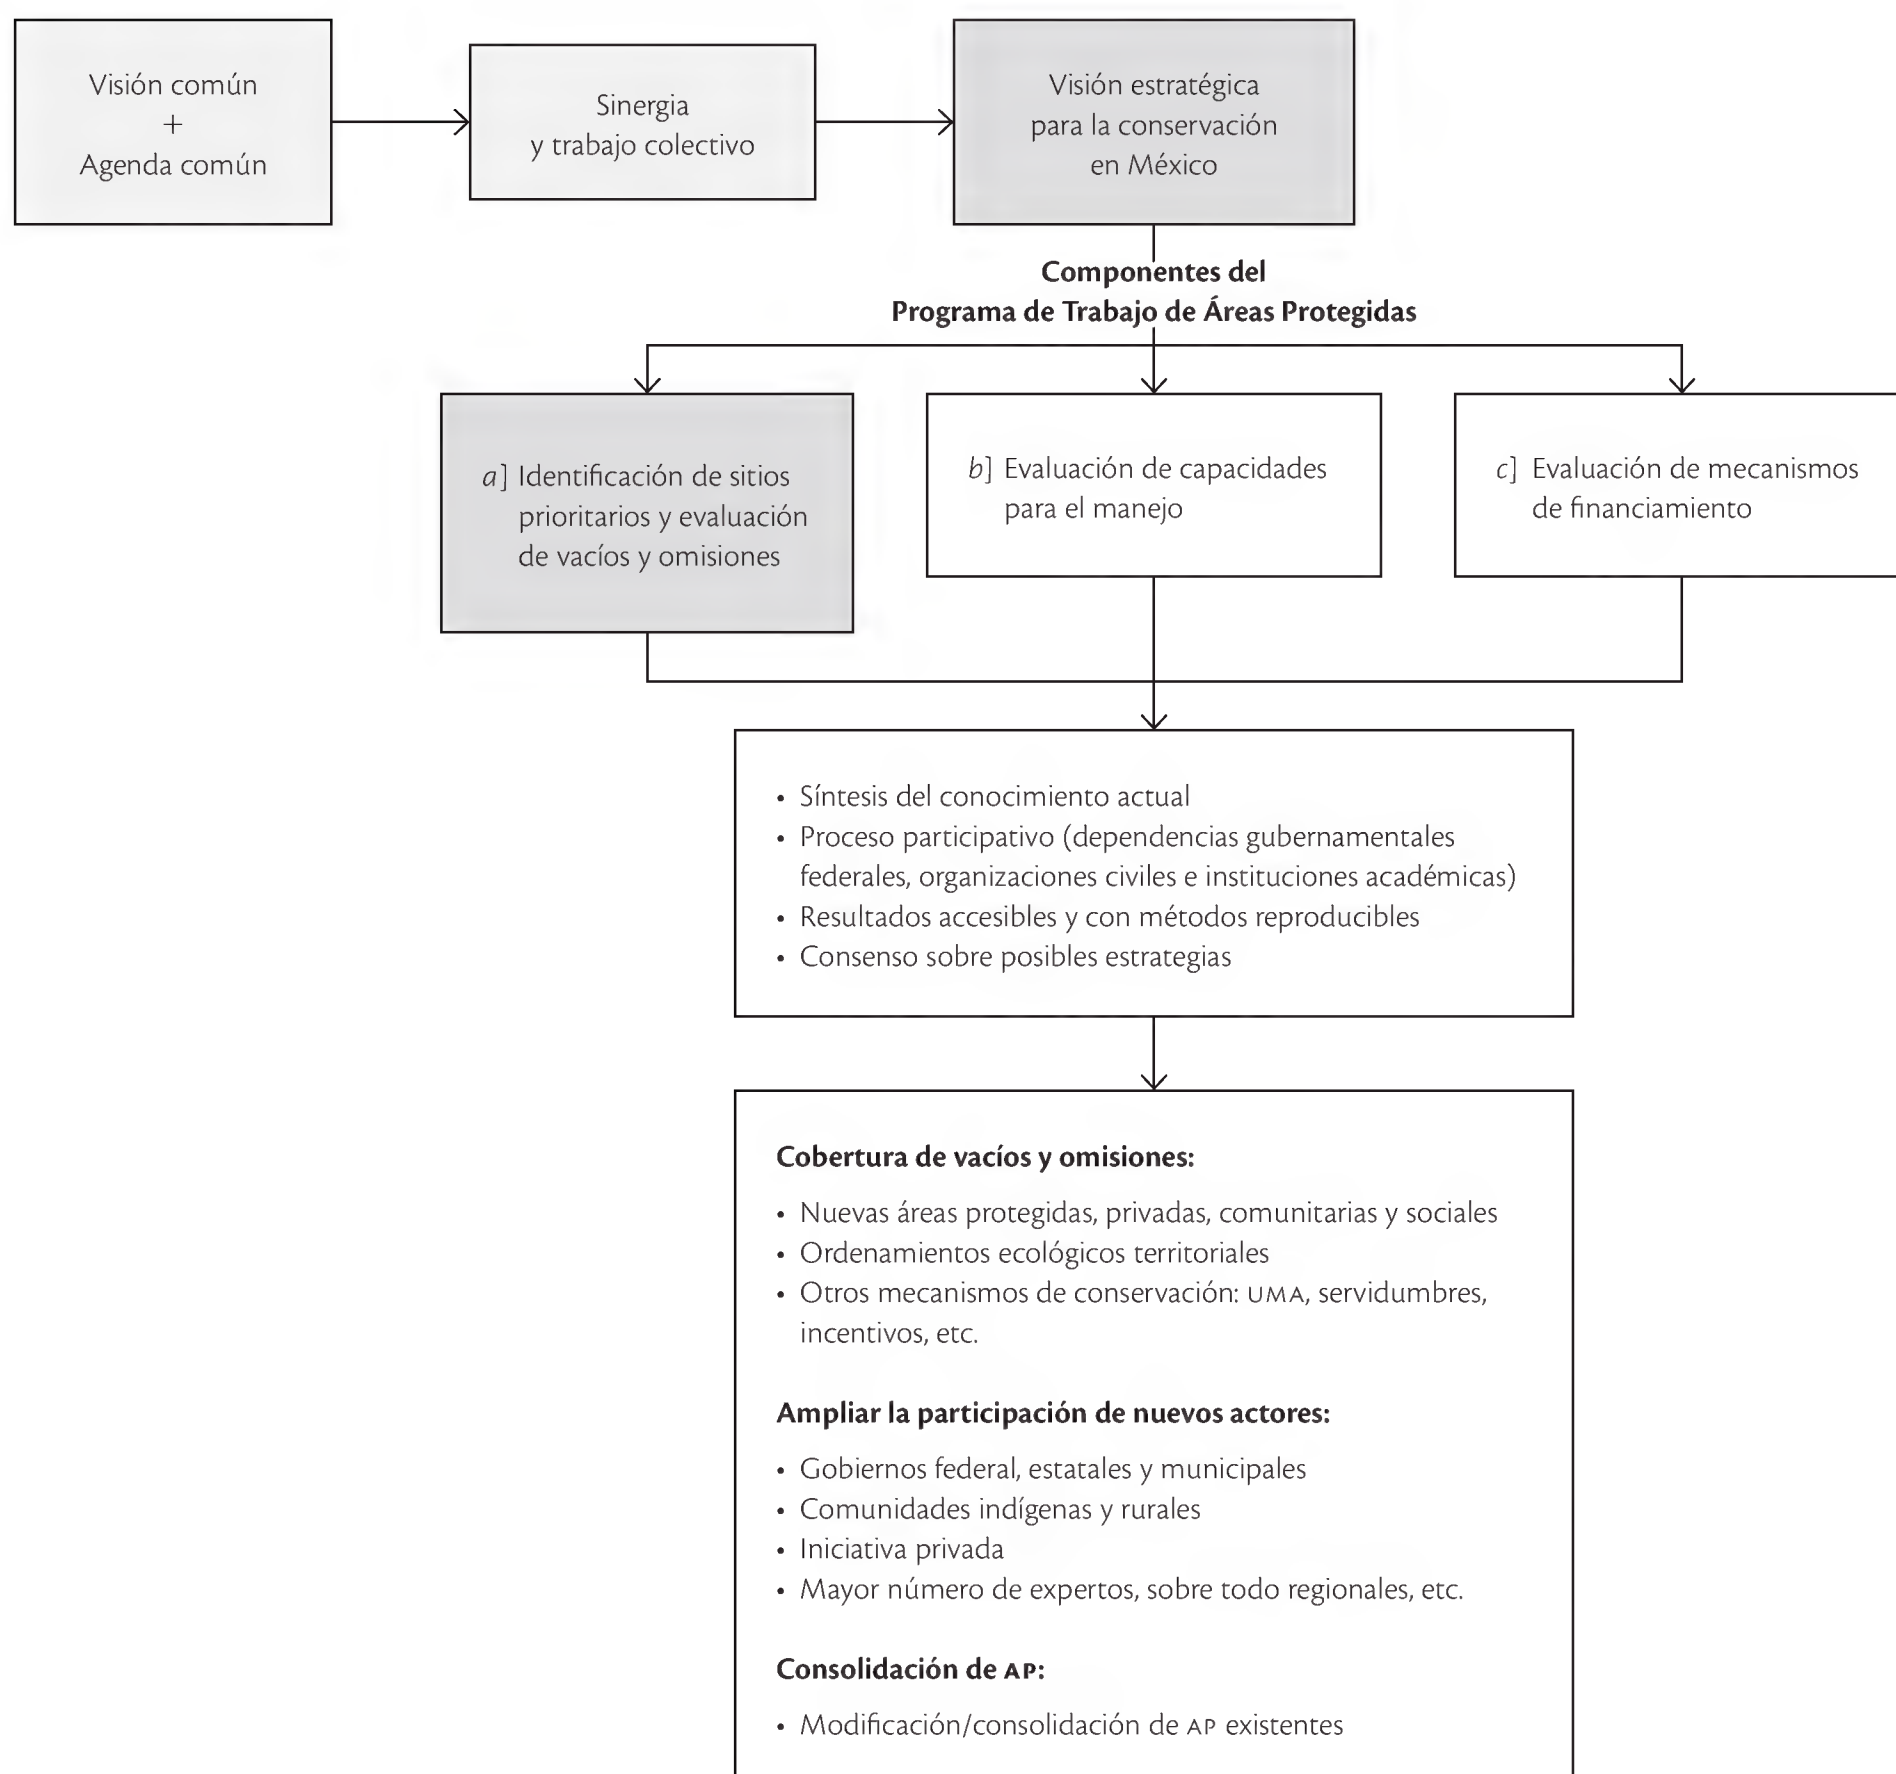 Visión común
+
Agenda común
Sinergia
y trabajo colectivo
Visión estratégica
para la conservación
en México
Componentes del
Programa de Trabajo de Áreas Protegidas
a] Identificación de sitios
prioritarios y evaluación
de vacíos y omisiones
b] Evaluación de capacidades
para el manejo
c] Evaluación de mecanismos
de financiamiento
• Síntesis del conocimiento actual
• Proceso participativo (dependencias gubernamentales
federales, organizaciones civiles e instituciones académicas)
• Resultados accesibles y con métodos reproducibles
• Consenso sobre posibles estrategias
Cobertura de vacíos y omisiones:
• Nuevas áreas protegidas, privadas, comunitarias y sociales
• Ordenamientos ecológicos territoriales
• Otros mecanismos de conservación: UMA, servidumbres,
incentivos, etc.
Ampliar la participación de nuevos actores:
• Gobiernos federal, estatales y municipales
• Comunidades indígenas y rurales
• Iniciativa privada
• Mayor número de expertos, sobre todo regionales, etc.
Consolidación de AP:
• Modificación/consolidación de AP existentes